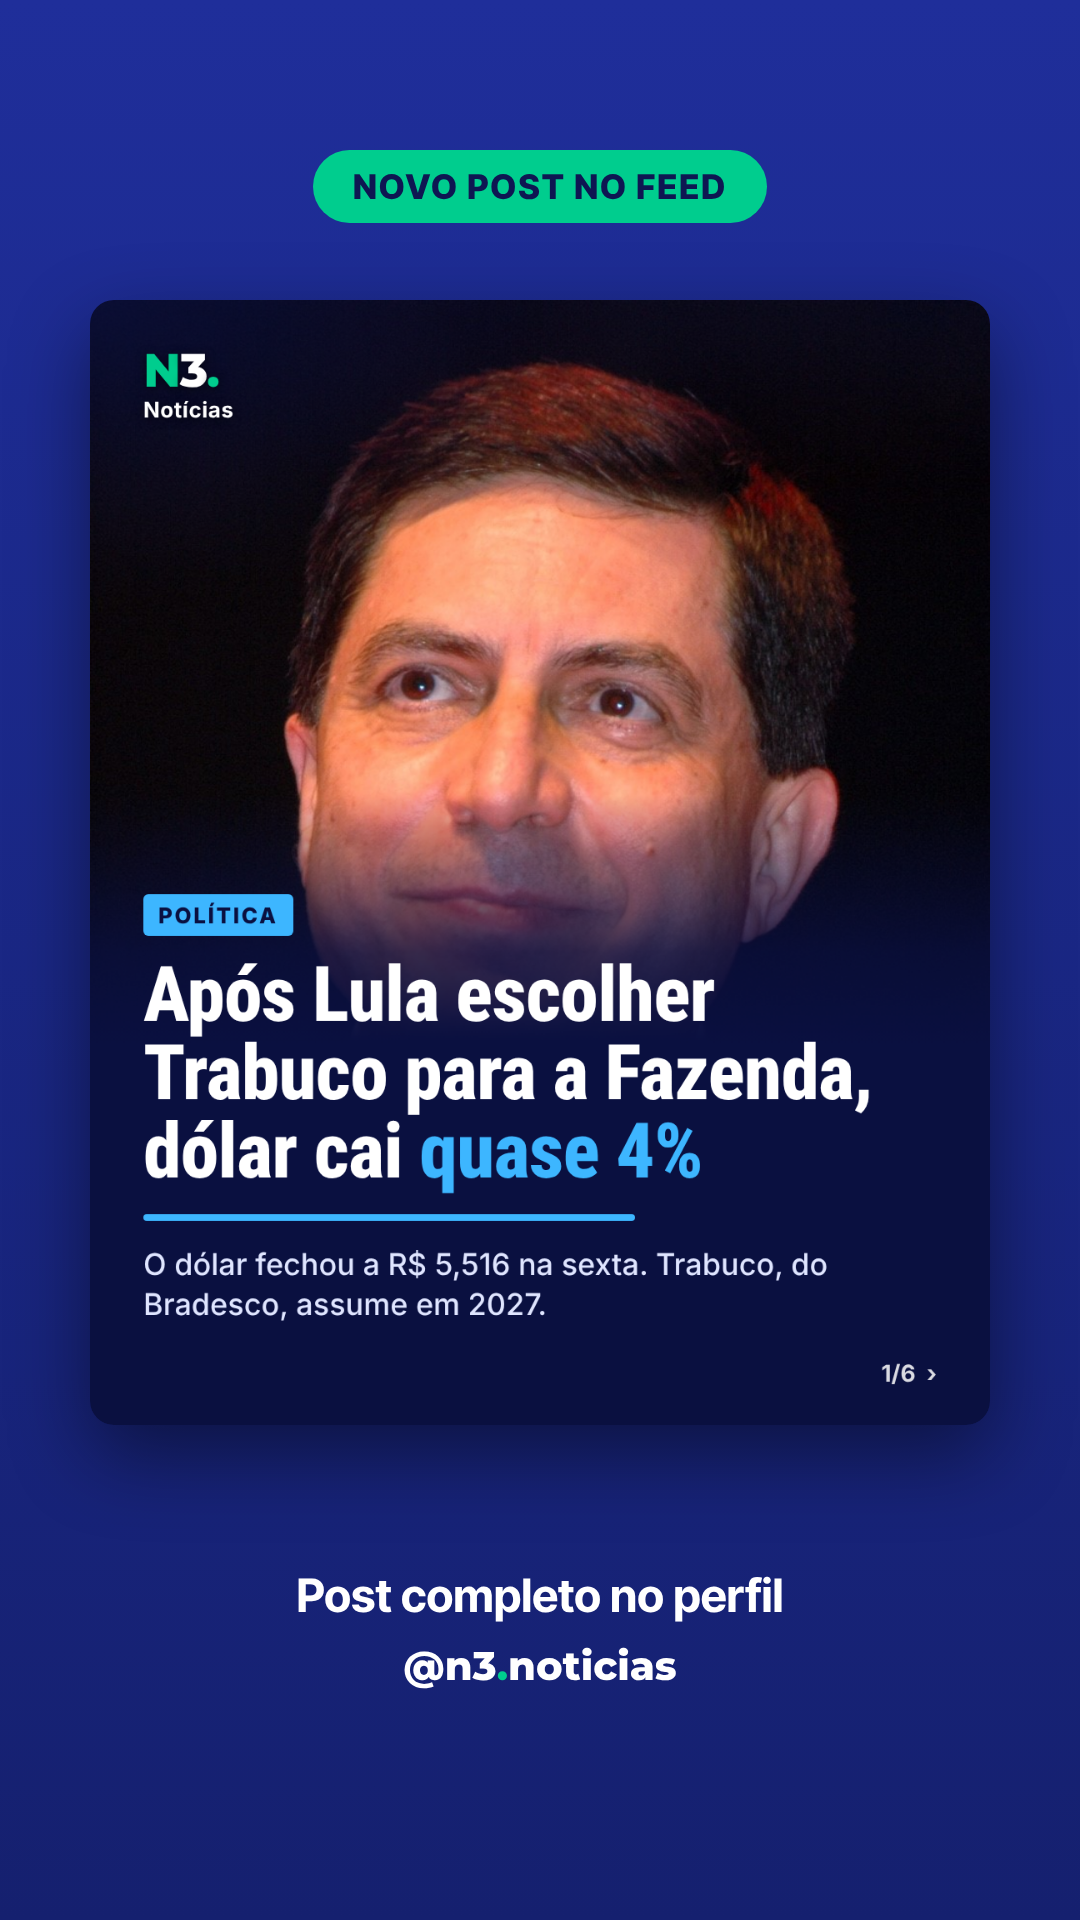 NOVO POST NO FEED
N3.
Notícias
POLÍTICA
Após Lula escolher
Trabuco para a Fazenda,
dólar cai quase 4%
O dólar fechou a R$ 5,516 na sexta. Trabuco, do
Bradesco, assume em 2027.
1/6 ›
Post completo no perfil
@n3.noticias